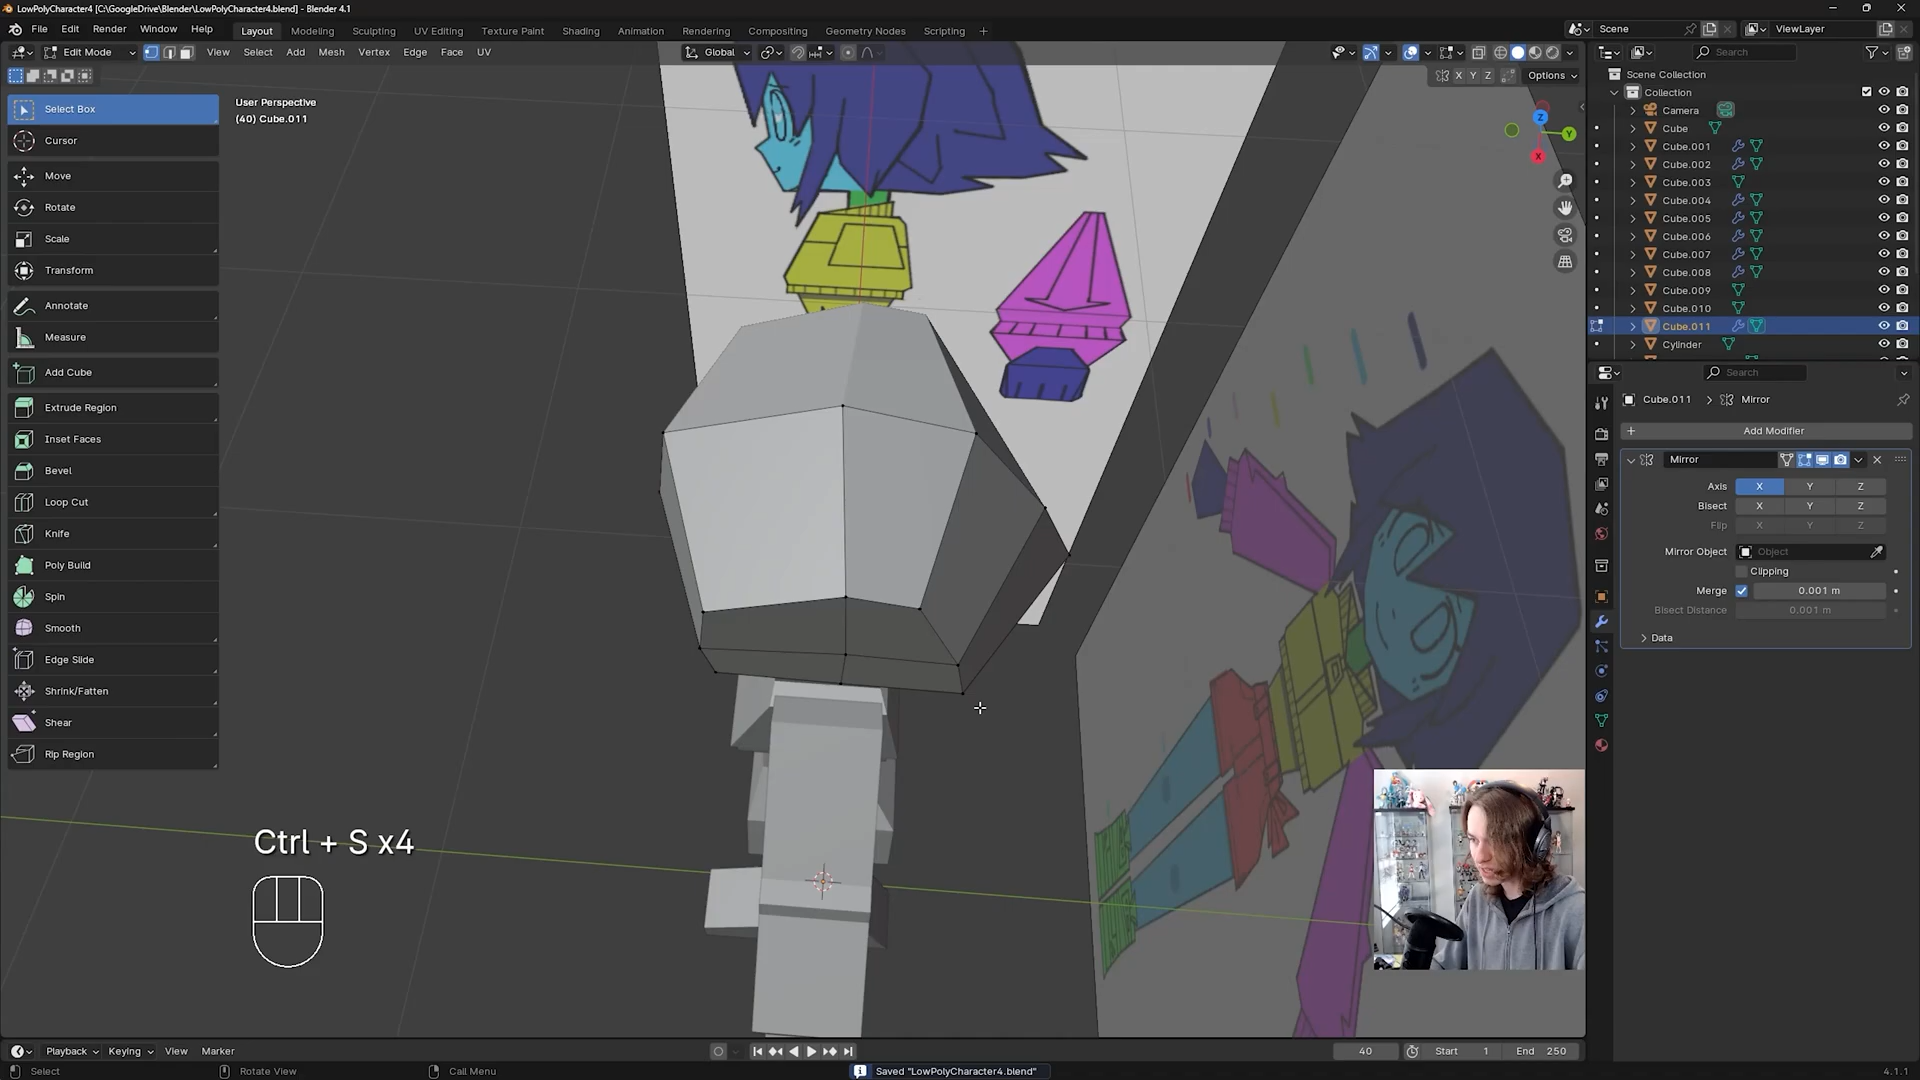 LowPolyCharacter4 [C:\GoogleDrive\Blender\LowPolyCharacter4.blend] - Blender 4.1
File Edit Render Window Help Layout Modeling Sculpting UV Editing Texture Paint Shading Animation Rendering Compositing Geometry Nodes Scripting + Scene ViewLayer
Edit Mode View Select Add Mesh Vertex Edge Face UV Global Search
X Y Z Options
Select Box
Cursor
Move
Rotate
Scale
Transform
Annotate
Measure
Add Cube
Extrude Region
Inset Faces
Bevel
Loop Cut
Knife
Poly Build
Spin
Smooth
Edge Slide
Shrink/Fatten
Shear
Rip Region
User Perspective
(40) Cube.011
Z
Y
X
Ctrl + S x4
Scene Collection
Collection
Camera
Cube
Cube.001
Cube.002
Cube.003
Cube.004
Cube.005
Cube.006
Cube.007
Cube.008
Cube.009
Cube.010
Cube.011
Cylinder
Search
Cube.011 > Mirror
+ Add Modifier
Mirror
Axis X Y Z
Bisect X Y Z
Flip X Y Z
Mirror Object Object
Clipping
Merge 0.001 m
Bisect Distance 0.001 m
Data
Playback Keying View Marker 40 Start 1 End 250
Select Rotate View Call Menu Saved "LowPolyCharacter4.blend" 4.1.1